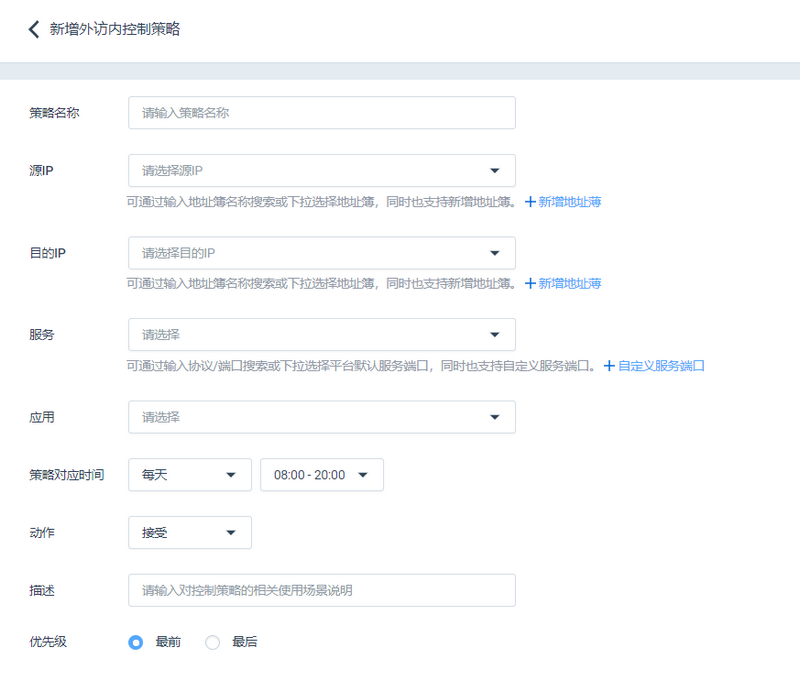 新增外访内控制策略
策略名称 请输入策略名称
源IP 请选择源IP
可通过输入地址簿名称搜索或下拉选择地址簿，同时也支持新增地址簿。 +新增地址薄
目的IP 请选择目的IP
可通过输入地址簿名称搜索或下拉选择地址簿，同时也支持新增地址簿。 +新增地址薄
服务 请选择
可通过输入协议/端口搜索或下拉选择平台默认服务端口，同时也支持自定义服务端口。 +自定义服务端口
应用 请选择
策略对应时间 每天 08:00 - 20:00
动作 接受
描述 请输入对控制策略的相关使用场景说明
优先级 最前 最后